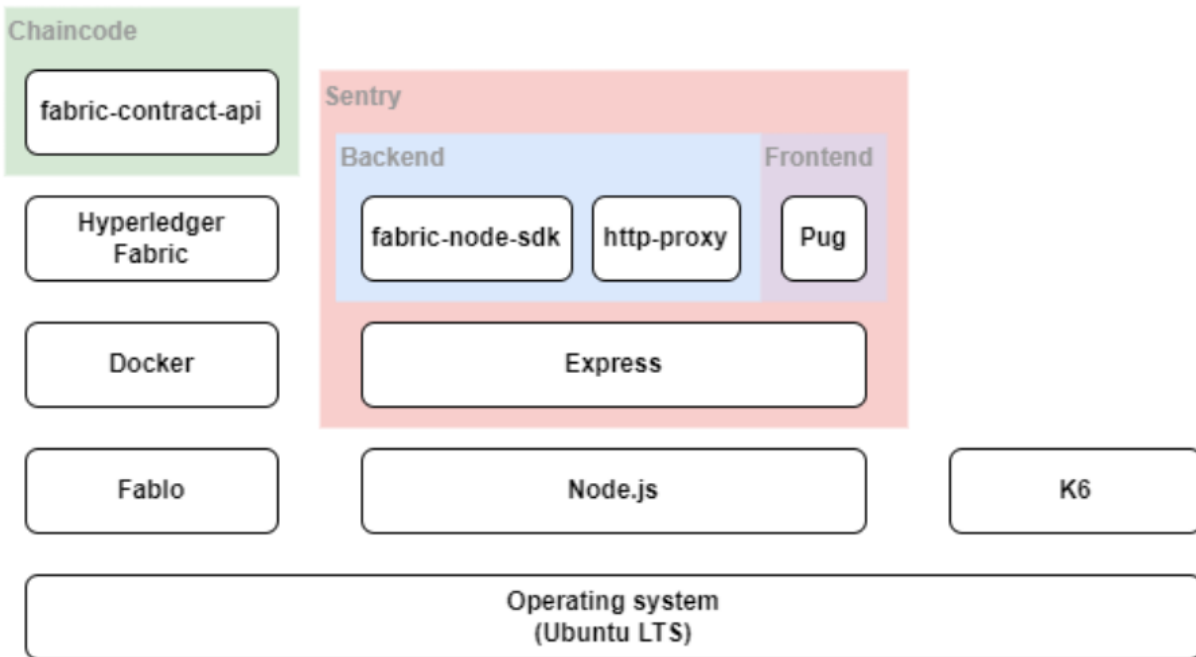 Chaincode
fabric-contract-api
Sentry
Backend
Frontend
Hyperledger
Fabric
fabric-node-sdk
http-proxy
Pug
Docker
Express
Fablo
Node.js
K6
Operating system
(Ubuntu LTS)